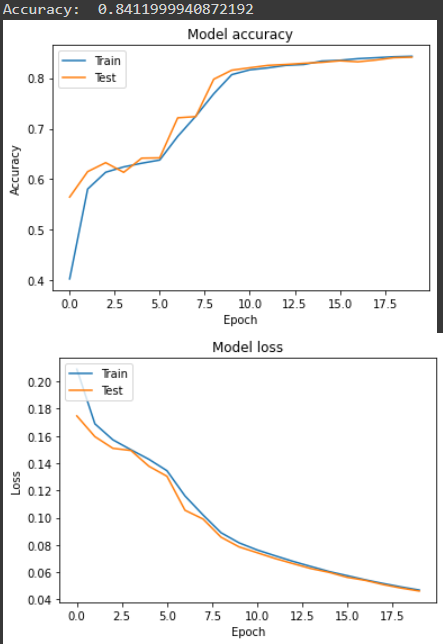 Accuracy:  0.8411999940872192
Model accuracy
Train
Test
0.8
0.7
0.6
0.5
0.4
Accuracy
0.0 2.5 5.0 7.5 10.0 12.5 15.0 17.5
Epoch
Model loss
Train
Test
0.20
0.18
0.16
0.14
0.12
0.10
0.08
0.06
0.04
Loss
0.0 2.5 5.0 7.5 10.0 12.5 15.0 17.5
Epoch